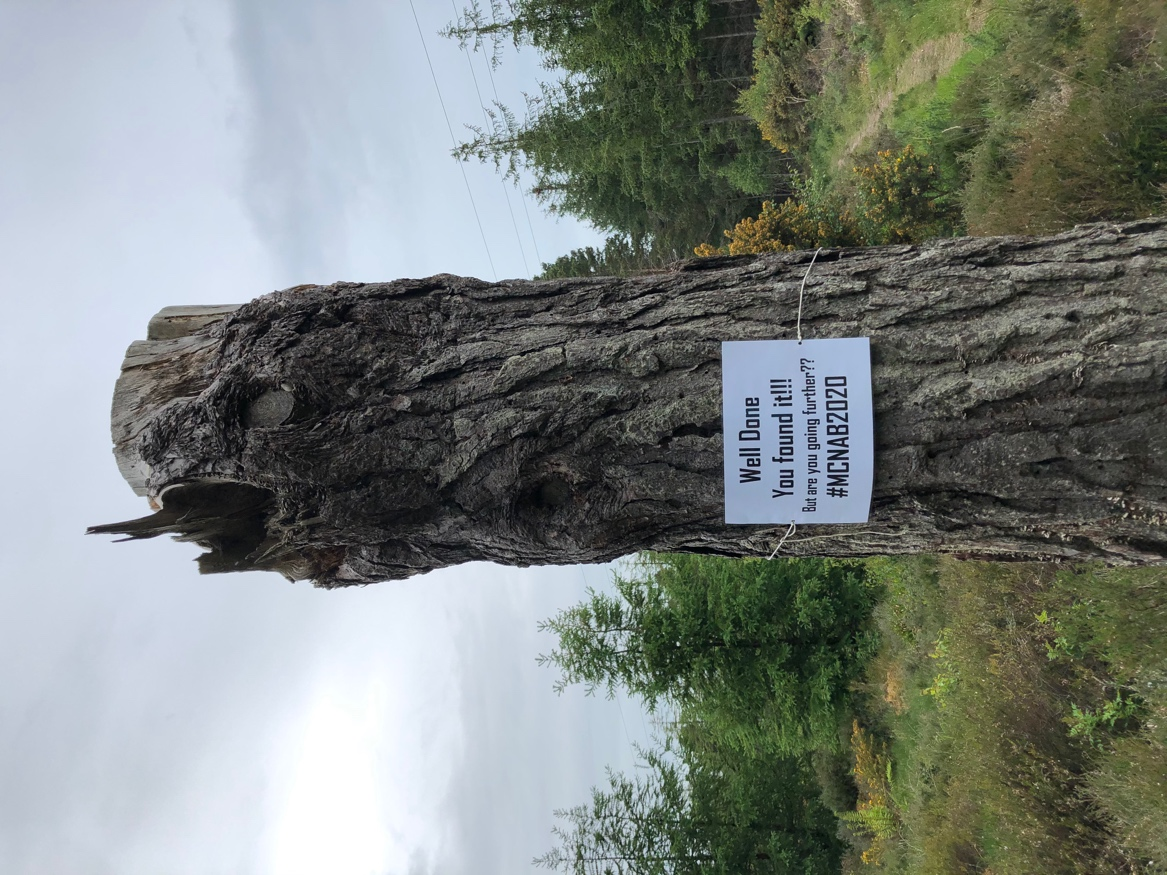 Well Done
You found it!!!
But are you going further??
#MCNAB2020